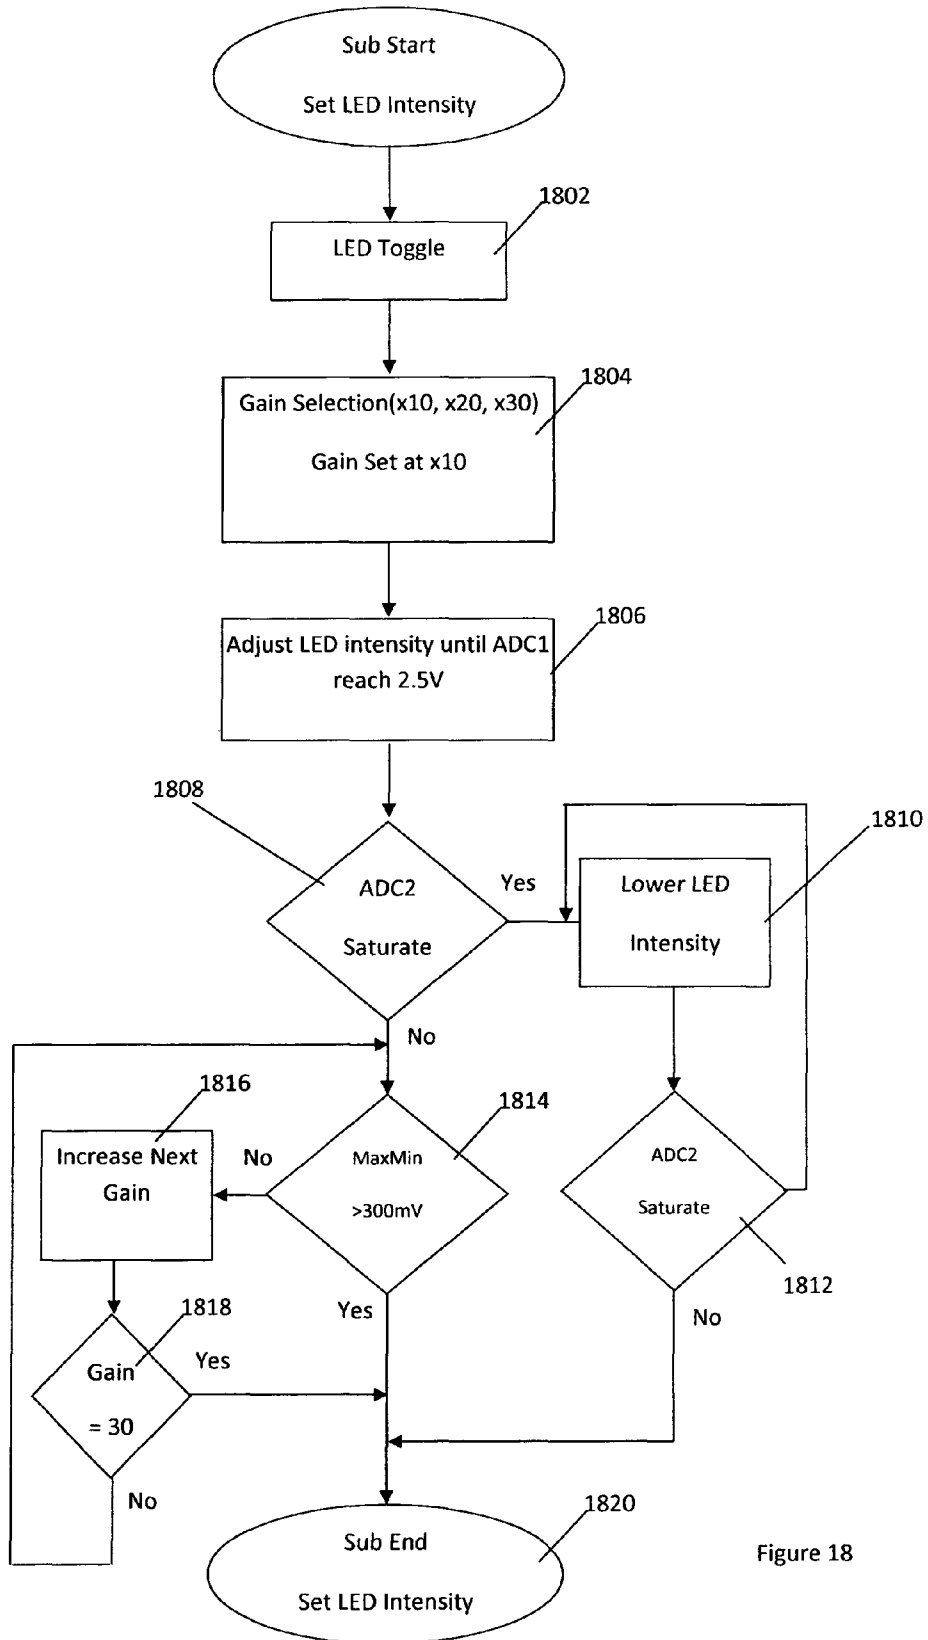 Sub Start
Set LED Intensity
1802
LED Toggle
1804
Gain Selection(x10, x20, x30)
Gain Set at x10
1806
Adjust LED intensity until ADC1
reach 2.5V
1808
1810
ADC2
Saturate
Yes
Lower LED
Intensity
No
1816
1814
Increase Next
Gain
No
MaxMin
>300mV
ADC2
Saturate
1812
Yes
No
1818
Gain
= 30
Yes
No
1820
Sub End
Set LED Intensity
Figure 18